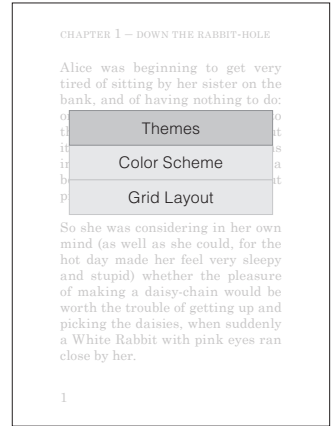 CHAPTER 1 – DOWN THE RABBIT-HOLE
Alice was beginning to get very
tired of sitting by her sister on the
bank, and of having nothing to do:
Themes
Color Scheme
Grid Layout
So she was considering in her own
mind (as well as she could, for the
hot day made her feel very sleepy
and stupid) whether the pleasure
of making a daisy-chain would be
worth the trouble of getting up and
picking the daisies, when suddenly
a White Rabbit with pink eyes ran
close by her.
1